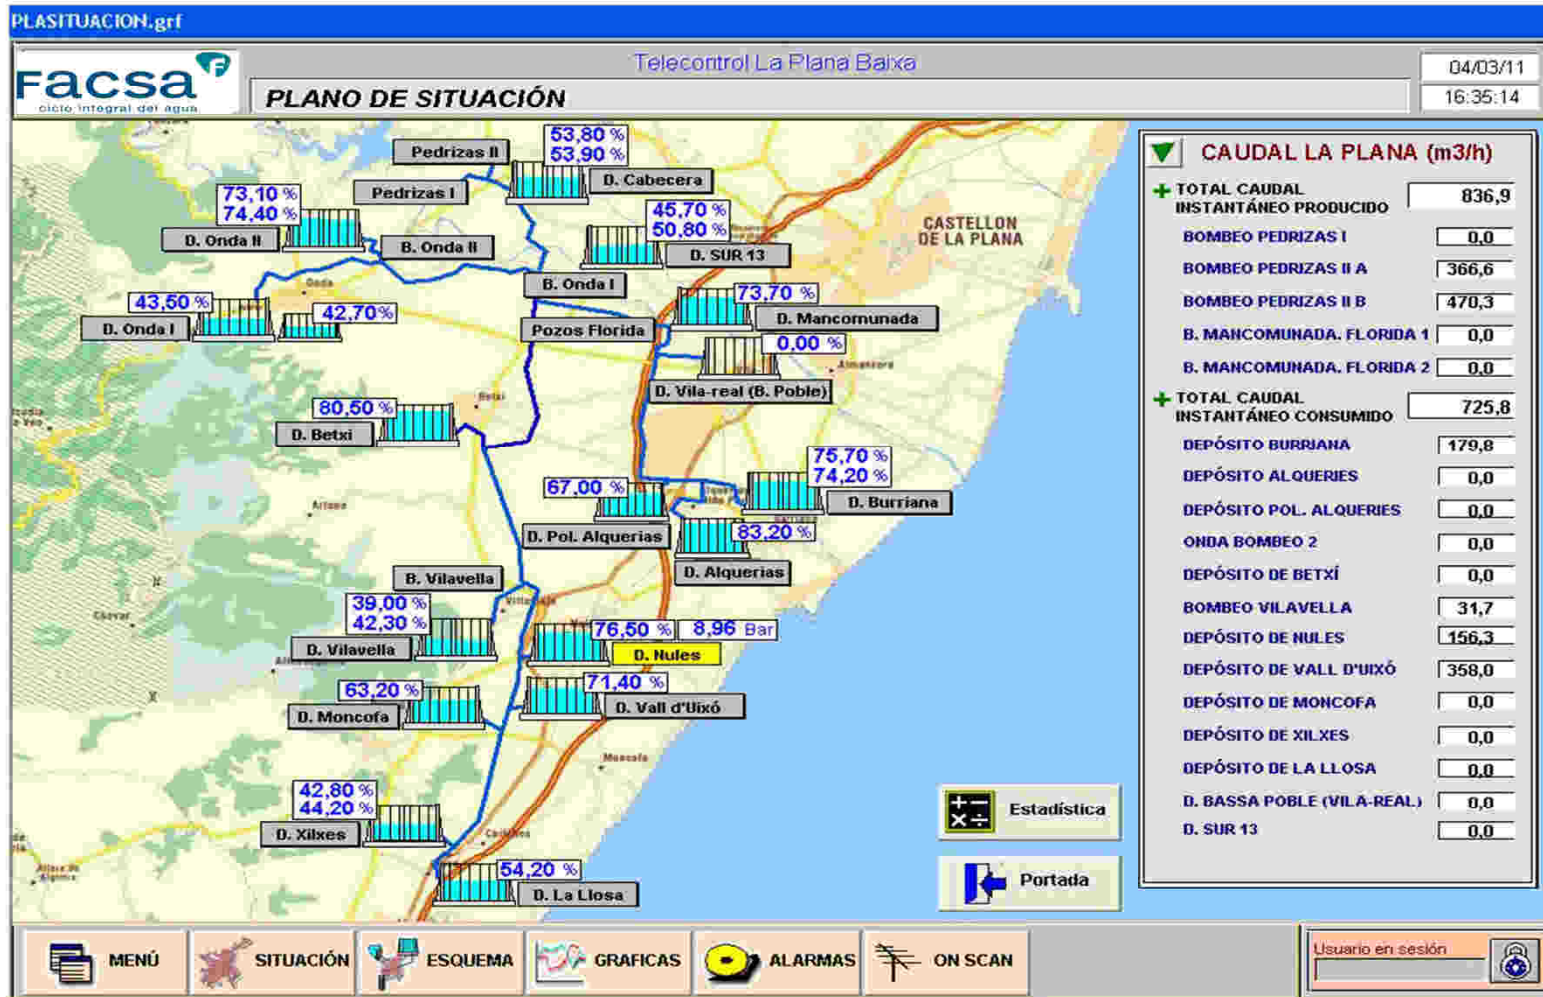 PLASITUACION.grf
Facsa
ciclo integral del agua
Telecontrol La Plana Baixa
PLANO DE SITUACIÓN
04/03/11
16:35:14
Pedrizas II
53,80 %
53,90 %
D. Cabecera
Pedrizas I
73,10 %
74,40 %
D. Onda II
B. Onda II
45,70 %
50,80 %
D. SUR 13
CASTELLON
DE LA PLANA
B. Onda I
Onda
43,50 %
42,70%
D. Onda I
73,70 %
D. Mancomunada
Pozos Florida
0,00 %
Almanzora
D. Vila-real (B. Poble)
Betxi
80,50 %
D. Betxi
75,70 %
74,20 %
D. Burriana
67,00 %
D. Pol. Alquerias
83,20 %
D. Alquerias
Artana
B. Vilavella
39,00 %
42,30 %
D. Vilavella
Chovar
76,50 %
8,96 Bar
D. Nules
63,20 %
D. Moncofa
71,40 %
D. Vall d'Uixó
Moncofa
42,80 %
44,20 %
D. Xilxes
54,20 %
D. La Llosa
Estadística
Portada
CAUDAL LA PLANA (m3/h)
TOTAL CAUDAL
INSTANTÁNEO PRODUCIDO 836,9
BOMBEO PEDRIZAS I 0,0
BOMBEO PEDRIZAS II A 366,6
BOMBEO PEDRIZAS II B 470,3
B. MANCOMUNADA. FLORIDA 1 0,0
B. MANCOMUNADA. FLORIDA 2 0,0
TOTAL CAUDAL
INSTANTÁNEO CONSUMIDO 725,8
DEPÓSITO BURRIANA 179,8
DEPÓSITO ALQUERIES 0,0
DEPÓSITO POL. ALQUERIES 0,0
ONDA BOMBEO 2 0,0
DEPÓSITO DE BETXÍ 0,0
BOMBEO VILAVELLA 31,7
DEPÓSITO DE NULES 156,3
DEPÓSITO DE VALL D'UIXÓ 358,0
DEPÓSITO DE MONCOFA 0,0
DEPÓSITO DE XILXES 0,0
DEPÓSITO DE LA LLOSA 0,0
D. BASSA POBLE (VILA-REAL) 0,0
D. SUR 13 0,0
MENÚ
SITUACIÓN
ESQUEMA
GRAFICAS
ALARMAS
ON SCAN
Usuario en sesión